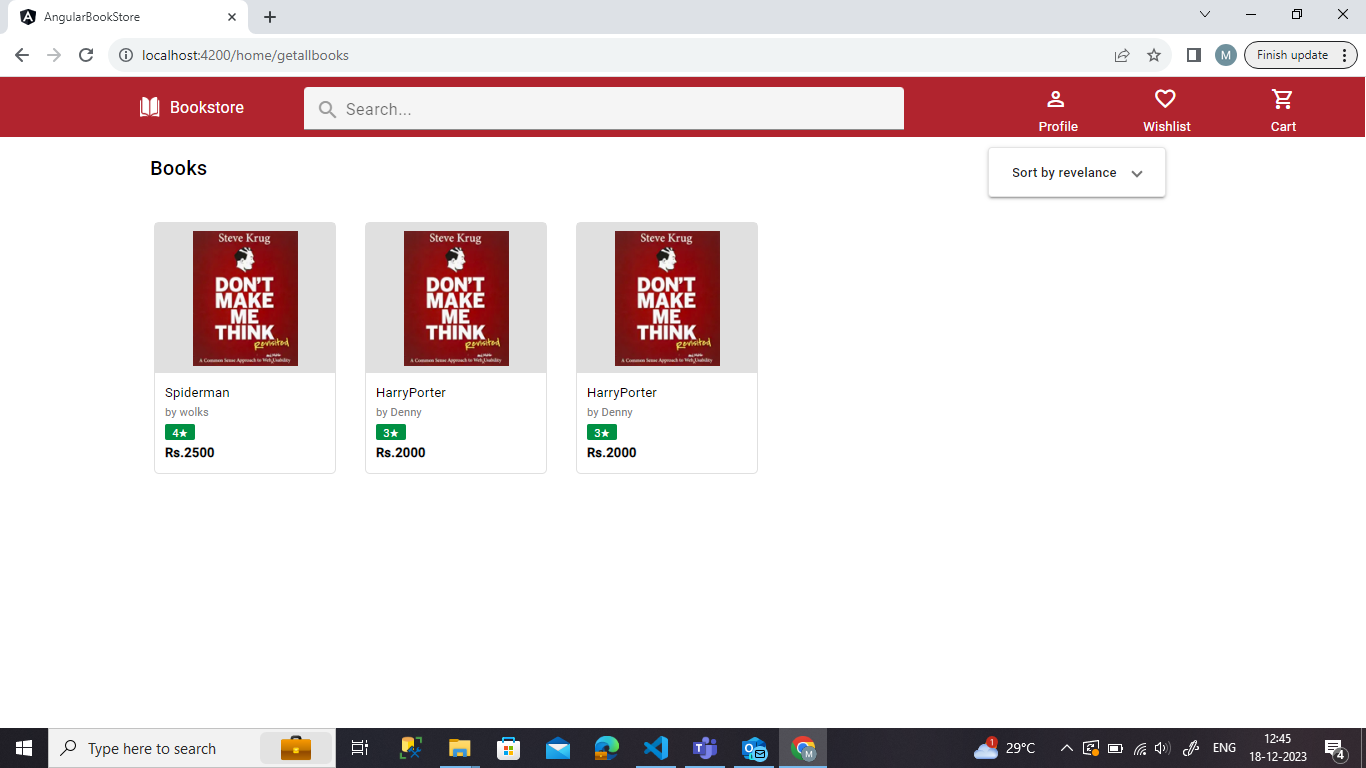 AngularBookStore
localhost:4200/home/getallbooks
M
Finish update
Bookstore
Search...
Profile
Wishlist
Cart
Books
Sort by revelance
Steve Krug
DON'T
MAKE
ME
THINK
Revisited
A Common Sense Approach to Web Usability
Spiderman
by wolks
4★
Rs.2500
Steve Krug
DON'T
MAKE
ME
THINK
Revisited
A Common Sense Approach to Web Usability
HarryPorter
by Denny
3★
Rs.2000
Steve Krug
DON'T
MAKE
ME
THINK
Revisited
A Common Sense Approach to Web Usability
HarryPorter
by Denny
3★
Rs.2000
Type here to search
M
1
29°C
ENG
12:45
18-12-2023
4